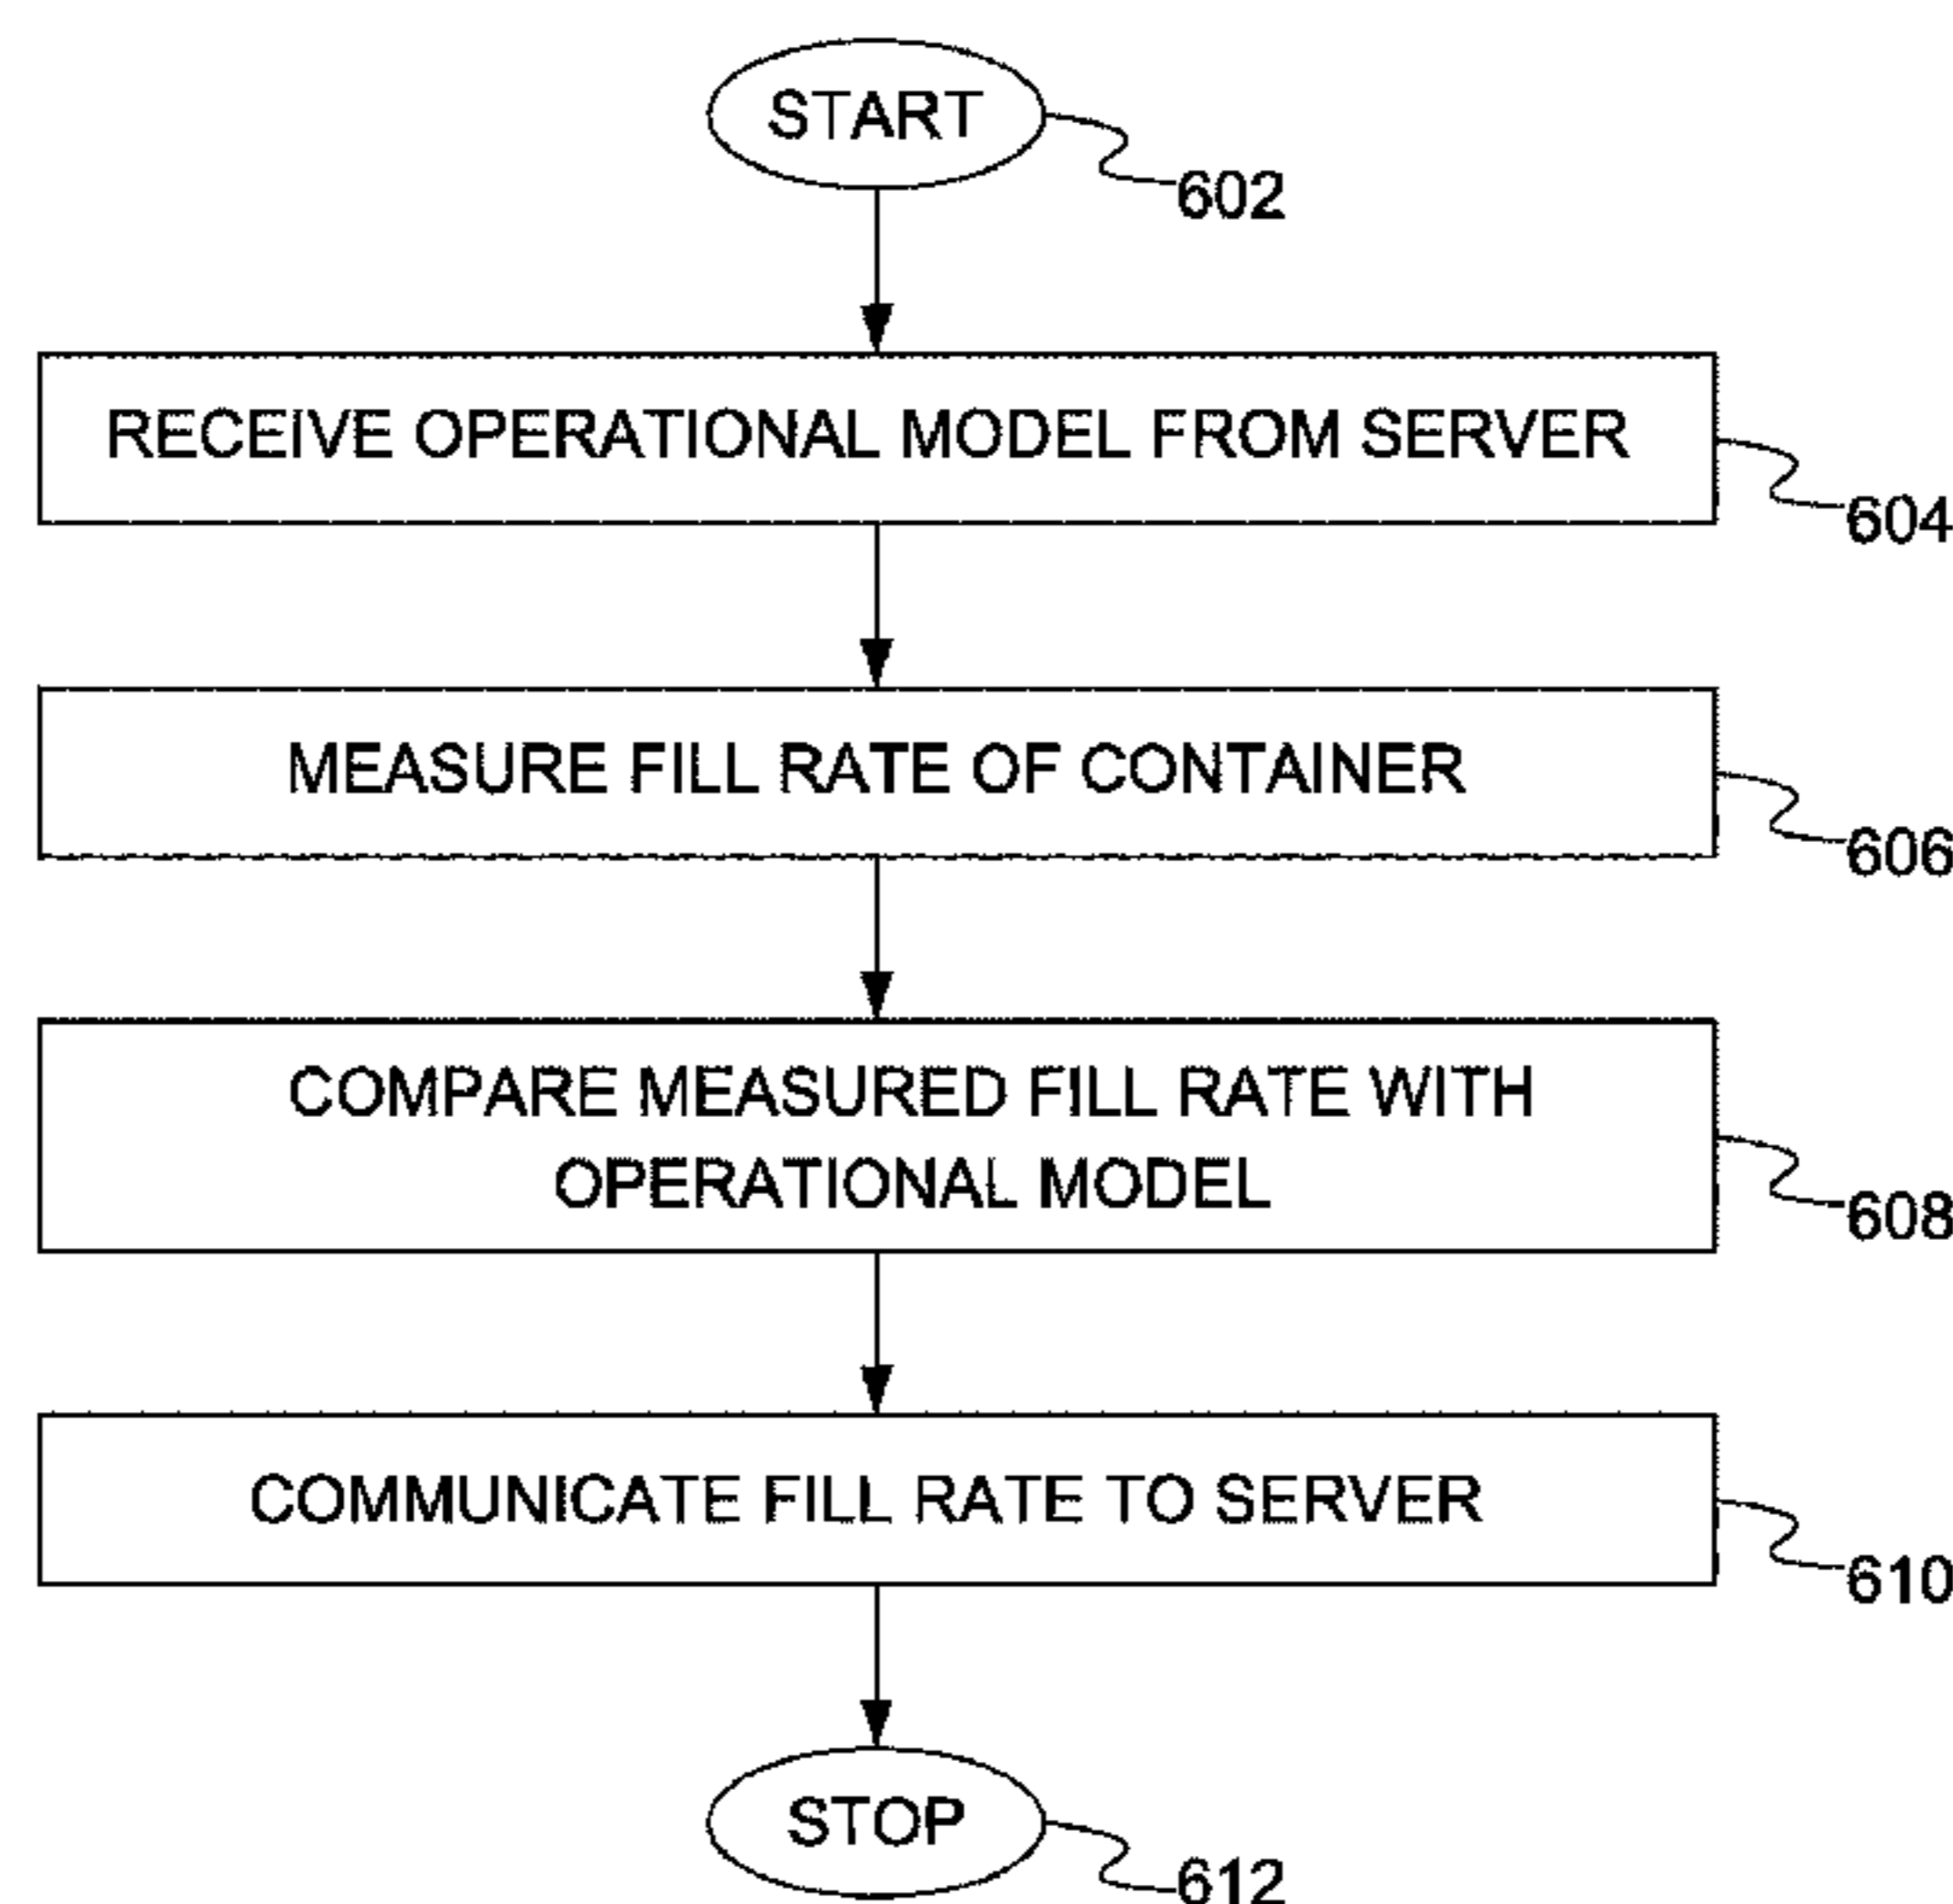 START
602
RECEIVE OPERATIONAL MODEL FROM SERVER
604
MEASURE FILL RATE OF CONTAINER
606
COMPARE MEASURED FILL RATE WITH
OPERATIONAL MODEL
608
COMMUNICATE FILL RATE TO SERVER
610
STOP
612